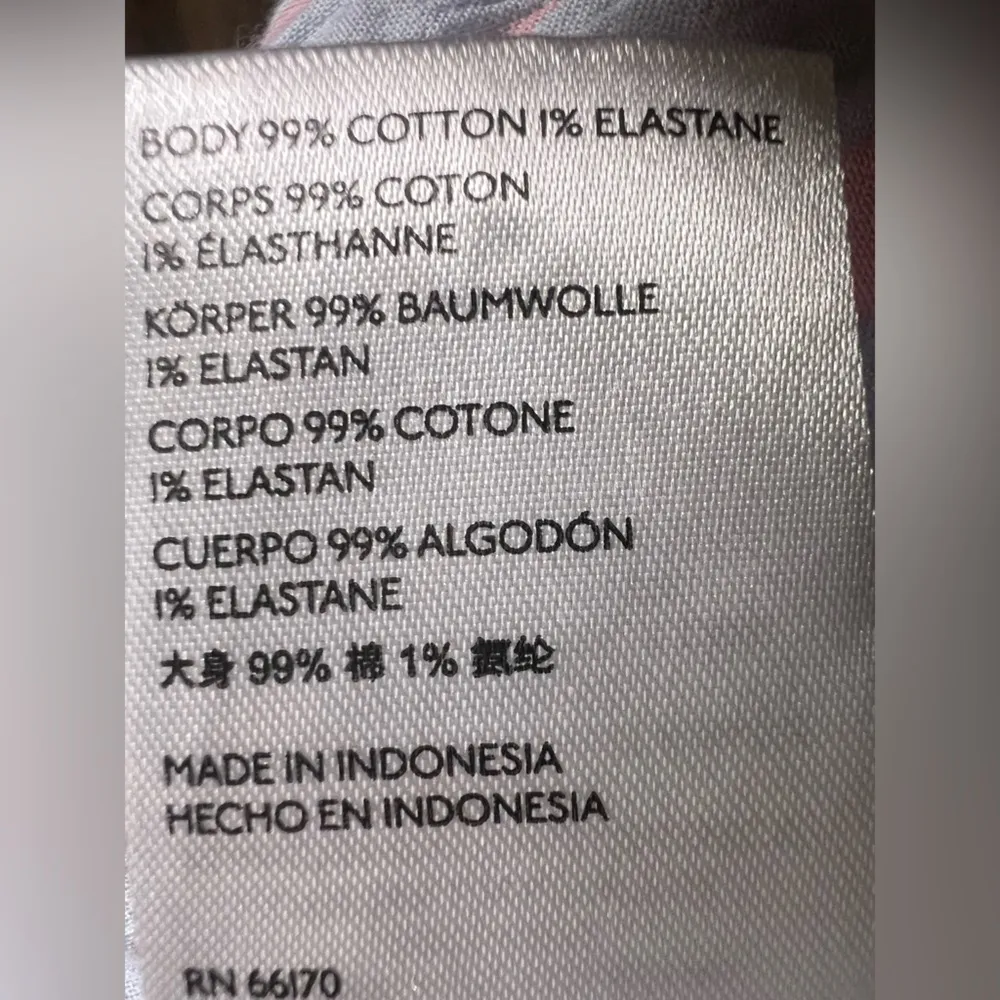 BODY 99% COTTON 1% ELASTANE
CORPS 99% COTON
1% ÉLASTHANNE
KÖRPER 99% BAUMWOLLE
1% ELASTAN
CORPO 99% COTONE
1% ELASTAN
CUERPO 99% ALGODÓN
1% ELASTANE
大身 99% 棉 1% 氨纶
MADE IN INDONESIA
HECHO EN INDONESIA
RN 66170